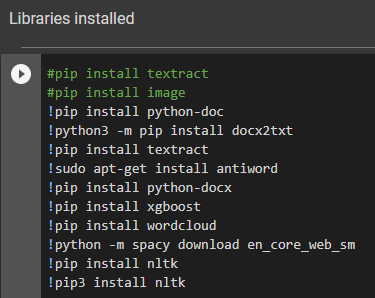 Libraries installed
#pip install textract
#pip install image
!pip install python-doc
!python3 -m pip install docx2txt
!pip install textract
!sudo apt-get install antiword
!pip install python-docx
!pip install xgboost
!pip install wordcloud
!python -m spacy download en_core_web_sm
!pip install nltk
!pip3 install nltk